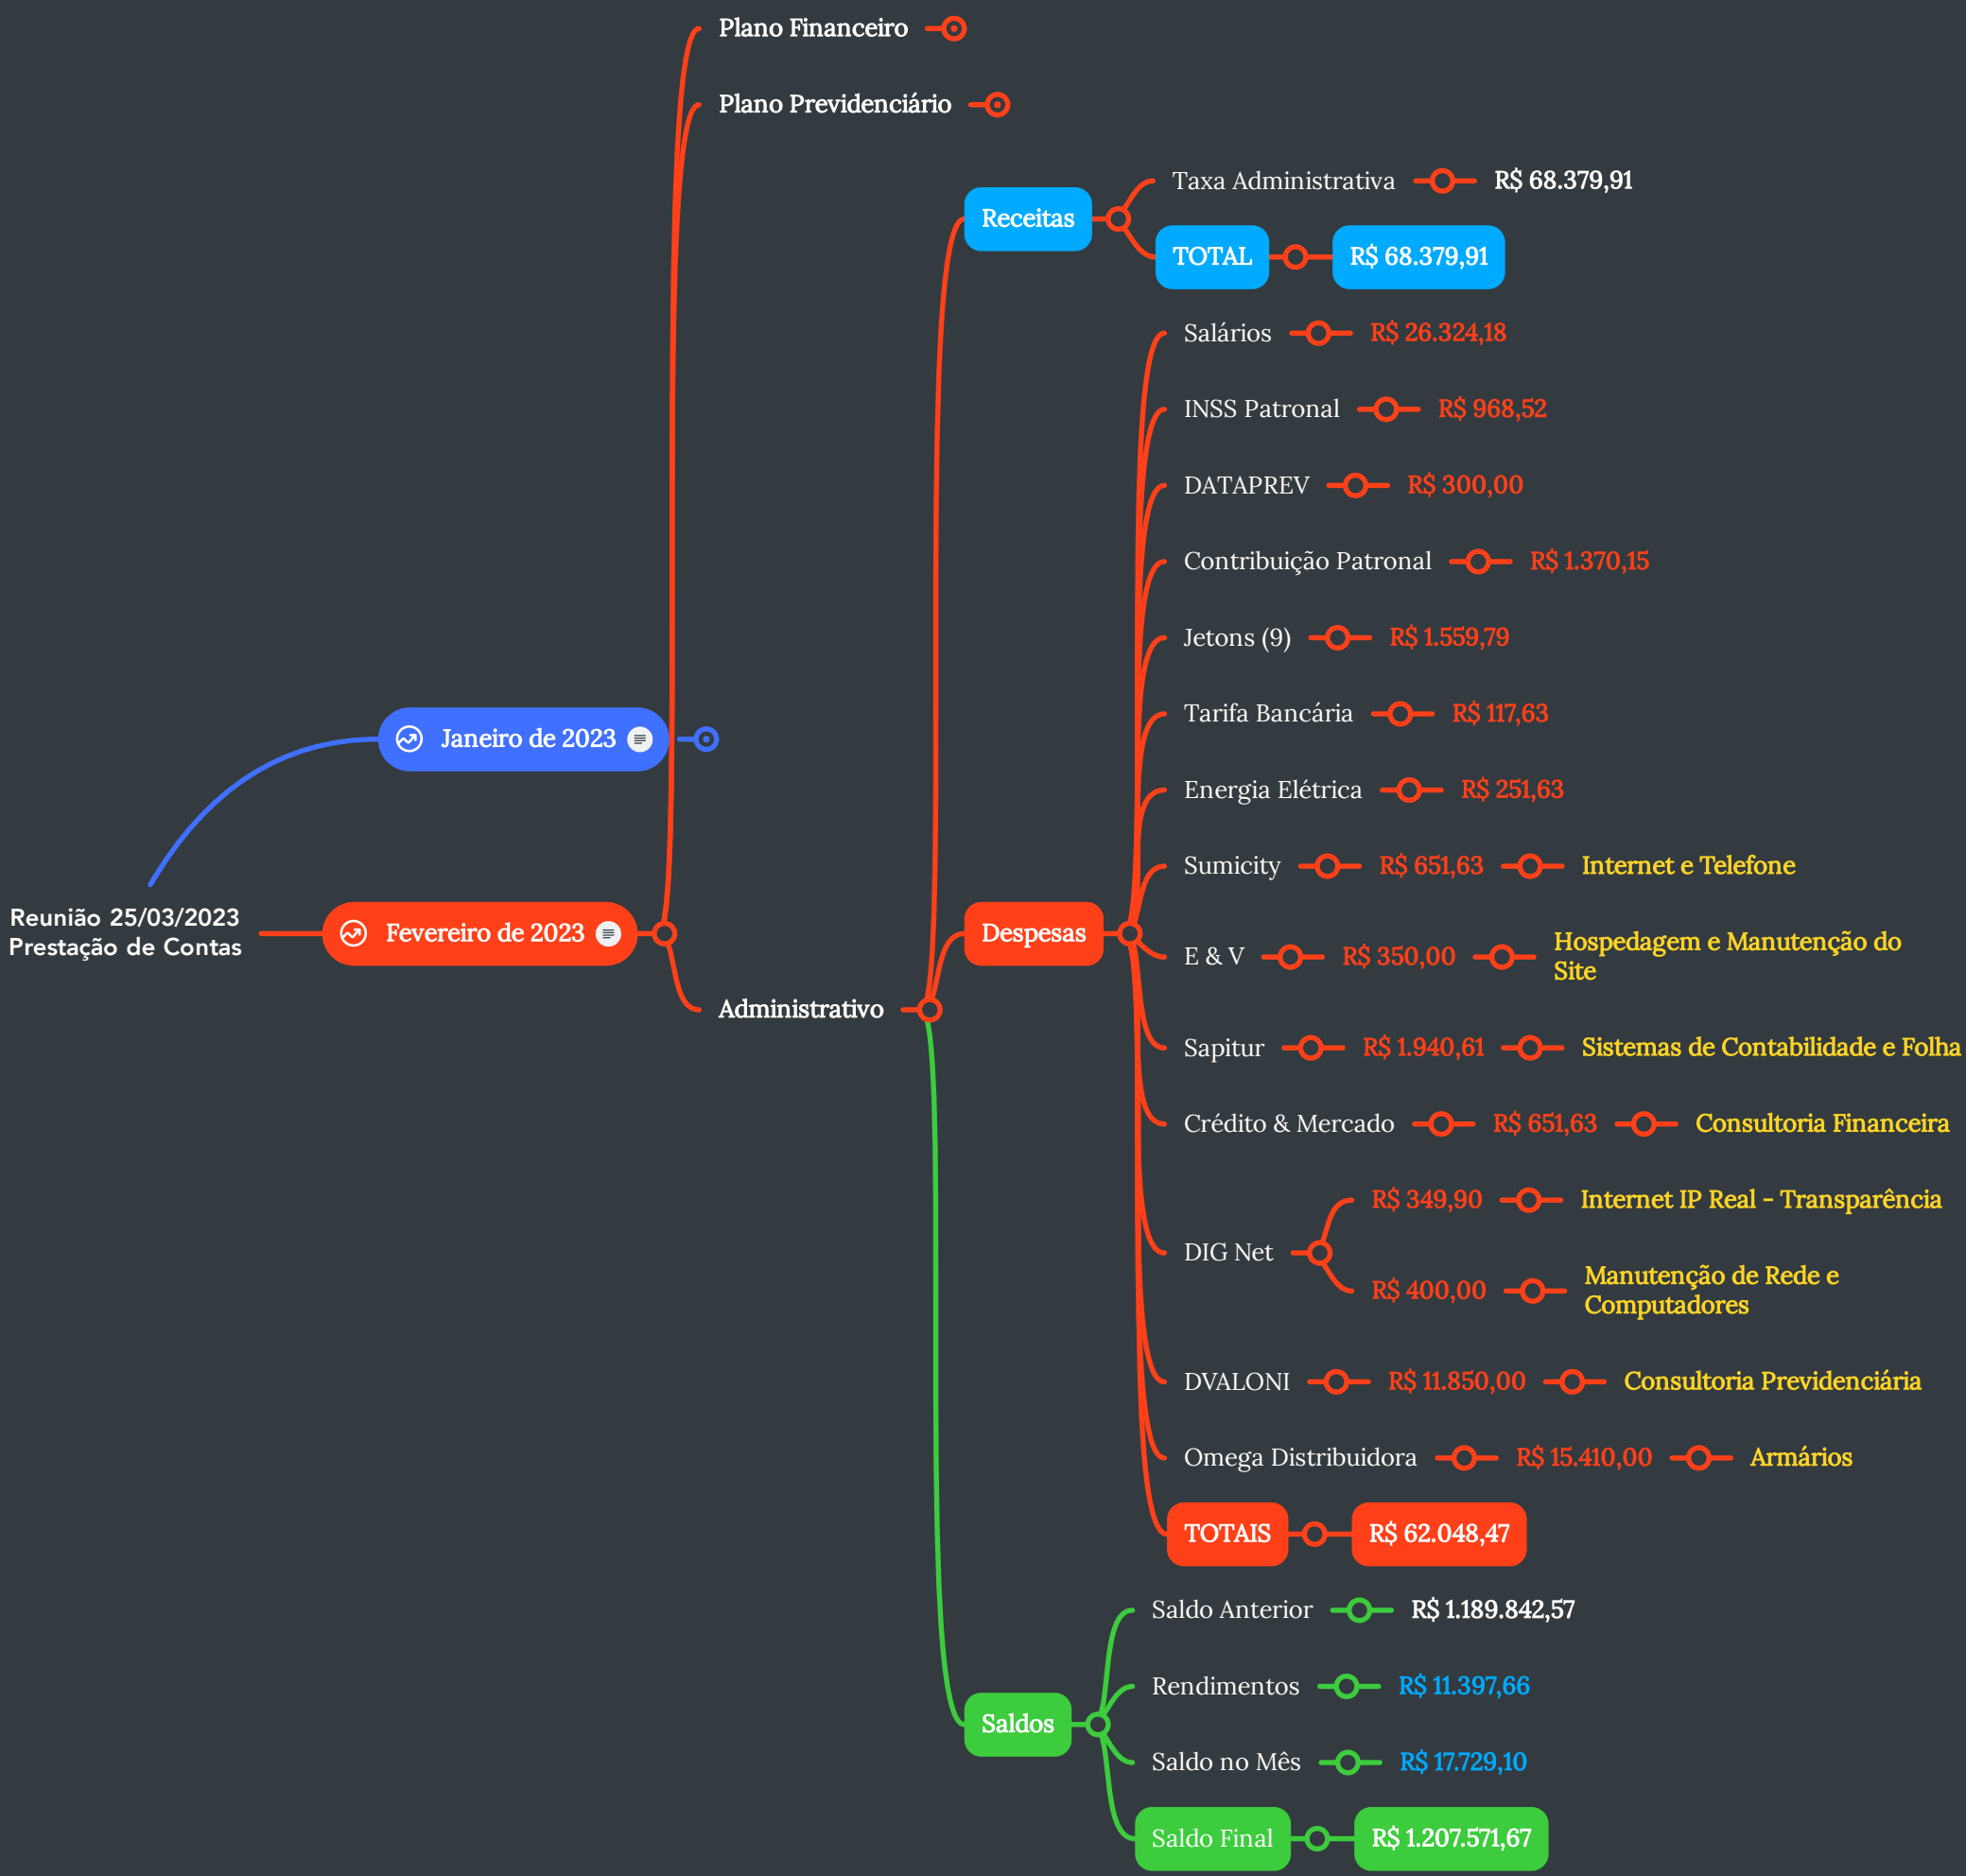 Plano Financeiro
Plano Previdenciário
Taxa Administrativa R$ 68.379,91
Receitas
TOTAL R$ 68.379,91
Salários R$ 26.324,18
INSS Patronal R$ 968,52
DATAPREV R$ 300,00
Contribuição Patronal R$ 1.370,15
Jetons (9) R$ 1.559,79
Tarifa Bancária R$ 117,63
Janeiro de 2023
Energia Elétrica R$ 251,63
Sumicity R$ 651,63 Internet e Telefone
Reunião 25/03/2023
Prestação de Contas
Fevereiro de 2023
Despesas
E & V R$ 350,00 Hospedagem e Manutenção do
Site
Administrativo
Sapitur R$ 1.940,61 Sistemas de Contabilidade e Folha
Crédito & Mercado R$ 651,63 Consultoria Financeira
DIG Net
R$ 349,90 Internet IP Real - Transparência
R$ 400,00 Manutenção de Rede e
Computadores
DVALONI R$ 11.850,00 Consultoria Previdenciária
Omega Distribuidora R$ 15.410,00 Armários
TOTAIS R$ 62.048,47
Saldo Anterior R$ 1.189.842,57
Rendimentos R$ 11.397,66
Saldos
Saldo no Mês R$ 17.729,10
Saldo Final R$ 1.207.571,67